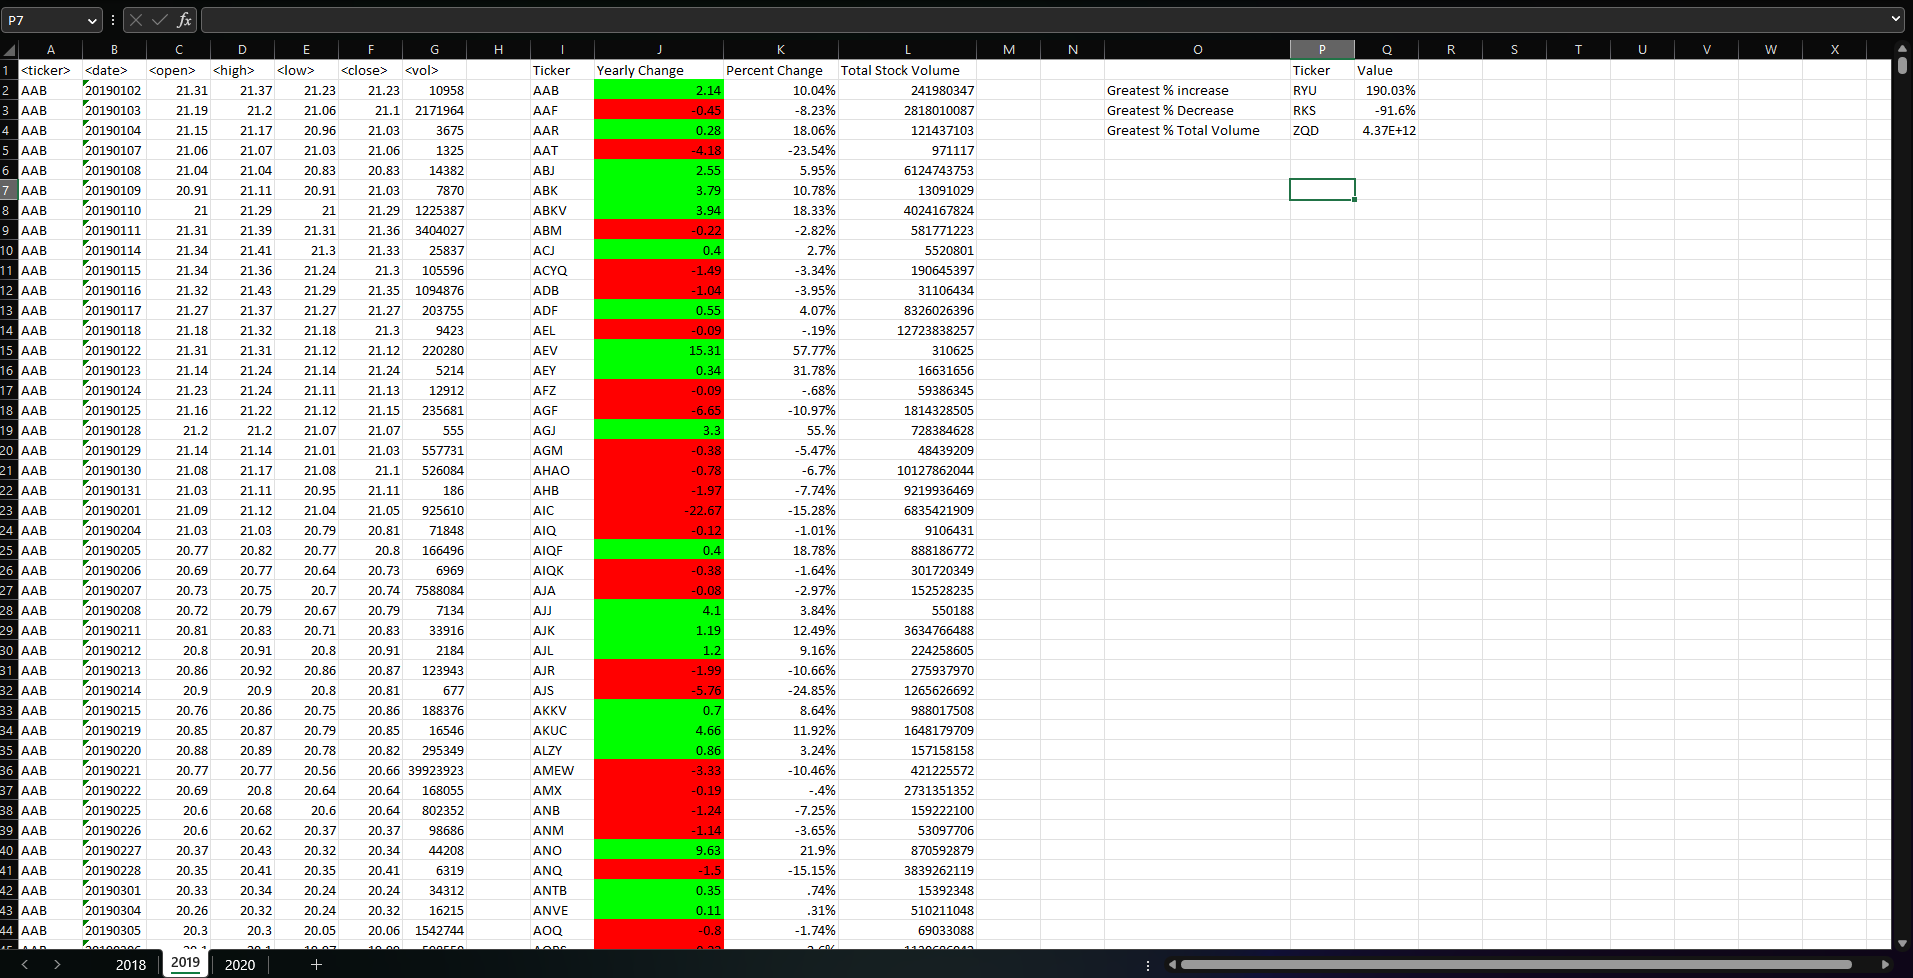 P7 fx
A B C D E F G H I J K L M N O P Q R S T U V W X
1 <ticker> <date> <open> <high> <low> <close> <vol> Ticker Yearly Change Percent Change Total Stock Volume Ticker Value
2 AAB 20190102 21.31 21.37 21.23 21.23 10958 AAB 2.14 10.04% 241980347 Greatest % increase RYU 190.03%
3 AAB 20190103 21.19 21.2 21.06 21.1 2171964 AAF -0.45 -8.23% 2818010087 Greatest % Decrease RKS -91.6%
4 AAB 20190104 21.15 21.17 20.96 21.03 3675 AAR 0.28 18.06% 121437103 Greatest % Total Volume ZQD 4.37E+12
5 AAB 20190107 21.06 21.07 21.03 21.06 1325 AAT -4.18 -23.54% 971117
6 AAB 20190108 21.04 21.04 20.83 20.83 14382 ABJ 2.55 5.95% 6124743753
7 AAB 20190109 20.91 21.11 20.91 21.03 7870 ABK 3.79 10.78% 13091029
8 AAB 20190110 21 21.29 21 21.29 1225387 ABKV 3.94 18.33% 4024167824
9 AAB 20190111 21.31 21.39 21.31 21.36 3404027 ABM -0.22 -2.82% 581771223
10 AAB 20190114 21.34 21.41 21.3 21.33 25837 ACJ 0.4 2.7% 5520801
11 AAB 20190115 21.34 21.36 21.24 21.3 105596 ACYQ -1.49 -3.34% 190645397
12 AAB 20190116 21.32 21.43 21.29 21.35 1094876 ADB -1.04 -3.95% 31106434
13 AAB 20190117 21.27 21.37 21.27 21.27 203755 ADF 0.55 4.07% 8326026396
14 AAB 20190118 21.18 21.32 21.18 21.3 9423 AEL -0.09 -.19% 12723838257
15 AAB 20190122 21.31 21.31 21.12 21.12 220280 AEV 15.31 57.77% 310625
16 AAB 20190123 21.14 21.24 21.14 21.24 5214 AEY 0.34 31.78% 16631656
17 AAB 20190124 21.23 21.24 21.11 21.13 12912 AFZ -0.09 -.68% 59386345
18 AAB 20190125 21.16 21.22 21.12 21.15 235681 AGF -6.65 -10.97% 1814328505
19 AAB 20190128 21.2 21.2 21.07 21.07 555 AGJ 3.3 55.% 728384628
20 AAB 20190129 21.14 21.14 21.01 21.03 557731 AGM -0.38 -5.47% 48439209
21 AAB 20190130 21.08 21.17 21.08 21.1 526084 AHAO -0.78 -6.7% 10127862044
22 AAB 20190131 21.03 21.11 20.95 21.11 186 AHB -1.97 -7.74% 9219936469
23 AAB 20190201 21.09 21.12 21.04 21.05 925610 AIC -22.67 -15.28% 6835421909
24 AAB 20190204 21.03 21.03 20.79 20.81 71848 AIQ -0.12 -1.01% 9106431
25 AAB 20190205 20.77 20.82 20.77 20.8 166496 AIQF 0.4 18.78% 888186772
26 AAB 20190206 20.69 20.77 20.64 20.73 6969 AIQK -0.38 -1.64% 301720349
27 AAB 20190207 20.73 20.75 20.7 20.74 7588084 AJA -0.08 -2.97% 152528235
28 AAB 20190208 20.72 20.79 20.67 20.79 7134 AJJ 4.1 3.84% 550188
29 AAB 20190211 20.81 20.83 20.71 20.83 33916 AJK 1.19 12.49% 3634766488
30 AAB 20190212 20.8 20.91 20.8 20.91 2184 AJL 1.2 9.16% 224258605
31 AAB 20190213 20.86 20.92 20.86 20.87 123943 AJR -1.99 -10.66% 275937970
32 AAB 20190214 20.9 20.9 20.8 20.81 677 AJS -5.76 -24.85% 1265626692
33 AAB 20190215 20.76 20.86 20.75 20.86 188376 AKKV 0.7 8.64% 988017508
34 AAB 20190219 20.85 20.87 20.79 20.85 16546 AKUC 4.66 11.92% 1648179709
35 AAB 20190220 20.88 20.89 20.78 20.82 295349 ALZY 0.86 3.24% 157158158
36 AAB 20190221 20.77 20.77 20.56 20.66 39923923 AMEW -3.33 -10.46% 421225572
37 AAB 20190222 20.69 20.8 20.64 20.64 168055 AMX -0.19 -.4% 2731351352
38 AAB 20190225 20.6 20.68 20.6 20.64 802352 ANB -1.24 -7.25% 159222100
39 AAB 20190226 20.6 20.62 20.37 20.37 98686 ANM -1.14 -3.65% 53097706
40 AAB 20190227 20.37 20.43 20.32 20.34 44208 ANO 9.63 21.9% 870592879
41 AAB 20190228 20.35 20.41 20.35 20.41 6319 ANQ -1.5 -15.15% 3839262119
42 AAB 20190301 20.33 20.34 20.24 20.24 34312 ANTB 0.35 .74% 15392348
43 AAB 20190304 20.26 20.32 20.24 20.32 16215 ANVE 0.11 .31% 510211048
44 AAB 20190305 20.3 20.3 20.05 20.06 1542744 AOQ -0.8 -1.74% 69033088
2018 2019 2020